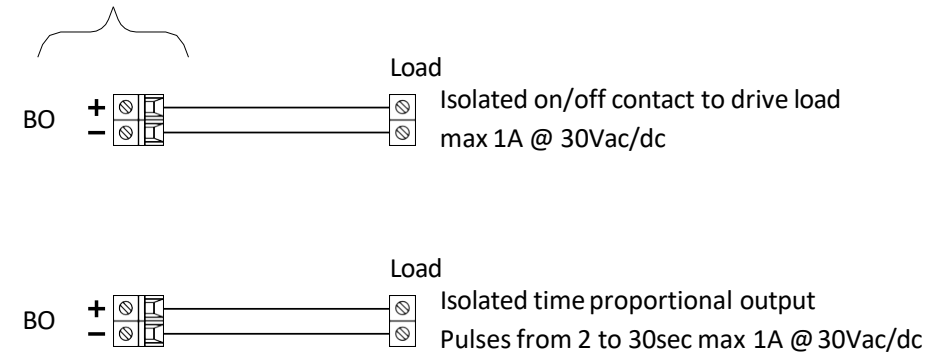 Load
Isolated on/off contact to drive load
BO + −
max 1A @ 30Vac/dc
Load
Isolated time proportional output
BO + −
Pulses from 2 to 30sec max 1A @ 30Vac/dc